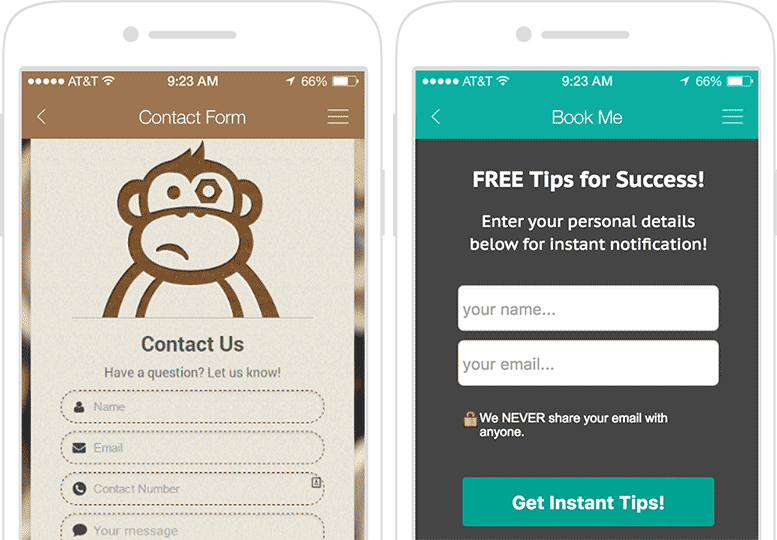 AT&T 9:23 AM 66%
Contact Form
Contact Us
Have a question? Let us know!
Name
Email
Contact Number
Your message
AT&T 9:23 AM 66%
Book Me
FREE Tips for Success!
Enter your personal details
below for instant notification!
your name...
your email...
We NEVER share your email with
anyone.
Get Instant Tips!